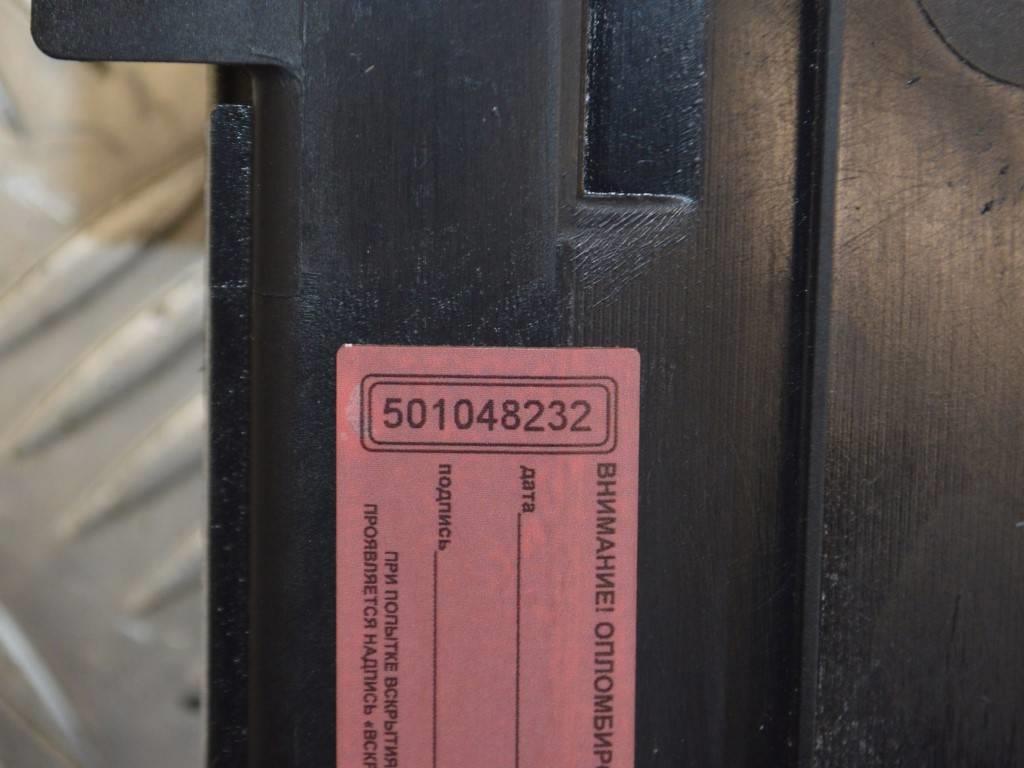 501048232
ВНИМАНИЕ! ОПЛОМБИРО
дата
подпись
ПРИ ПОПЫТКЕ ВСКРЫТИЯ
ПРОЯВЛЯЕТСЯ НАДПИСЬ «ВСКР